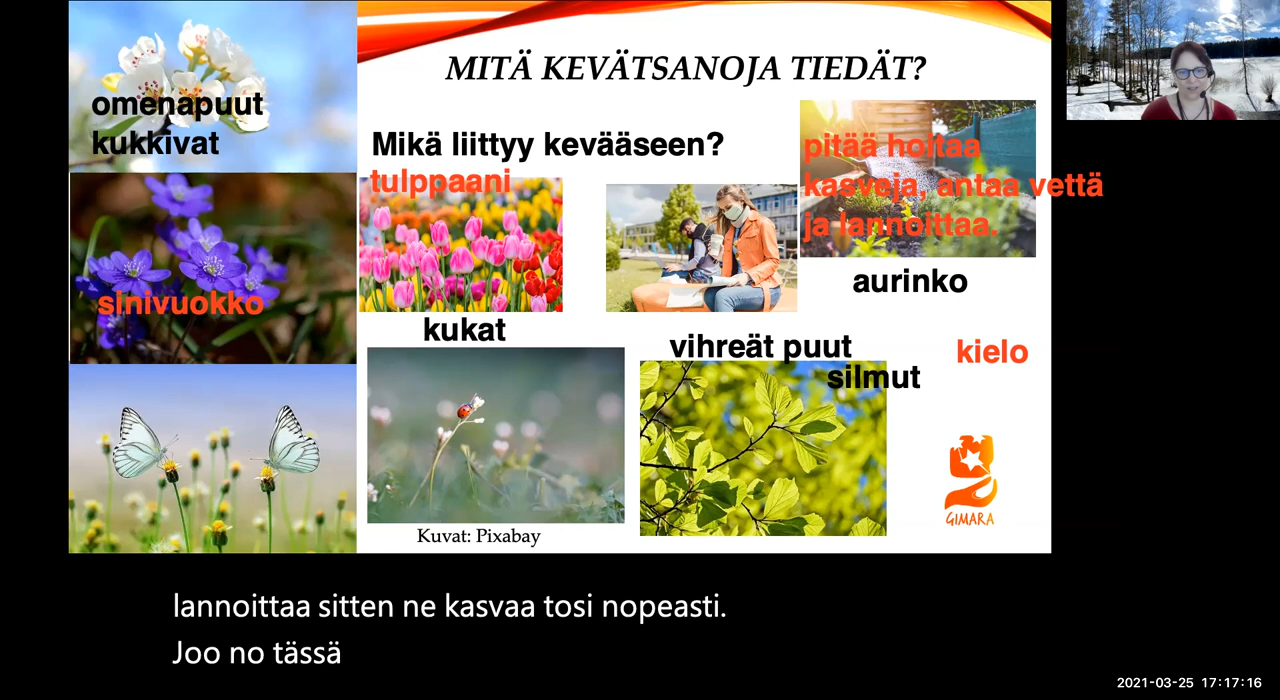 MITÄ KEVÄTSANOJA TIEDÄT?
omenapuut
kukkivat
Mikä liittyy kevääseen?
tulppaani
pitää hoitaa
kasveja, antaa vettä
ja lannoittaa.
sinivuokko
aurinko
kukat
vihreät puut
kielo
silmut
GIMARA
Kuvat: Pixabay
lannoittaa sitten ne kasvaa tosi nopeasti.
Joo no tässä
2021-03-25 17:17:16